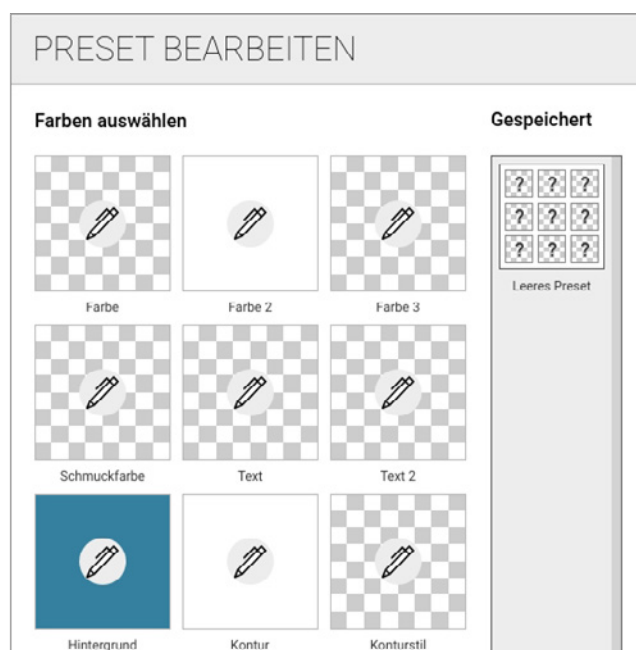 PRESET BEARBEITEN
Farben auswählen
Gespeichert
? ? ?
? ? ?
? ? ?
Leeres Preset
Farbe
Farbe 2
Farbe 3
Schmuckfarbe
Text
Text 2
Hintergrund
Kontur
Konturstil